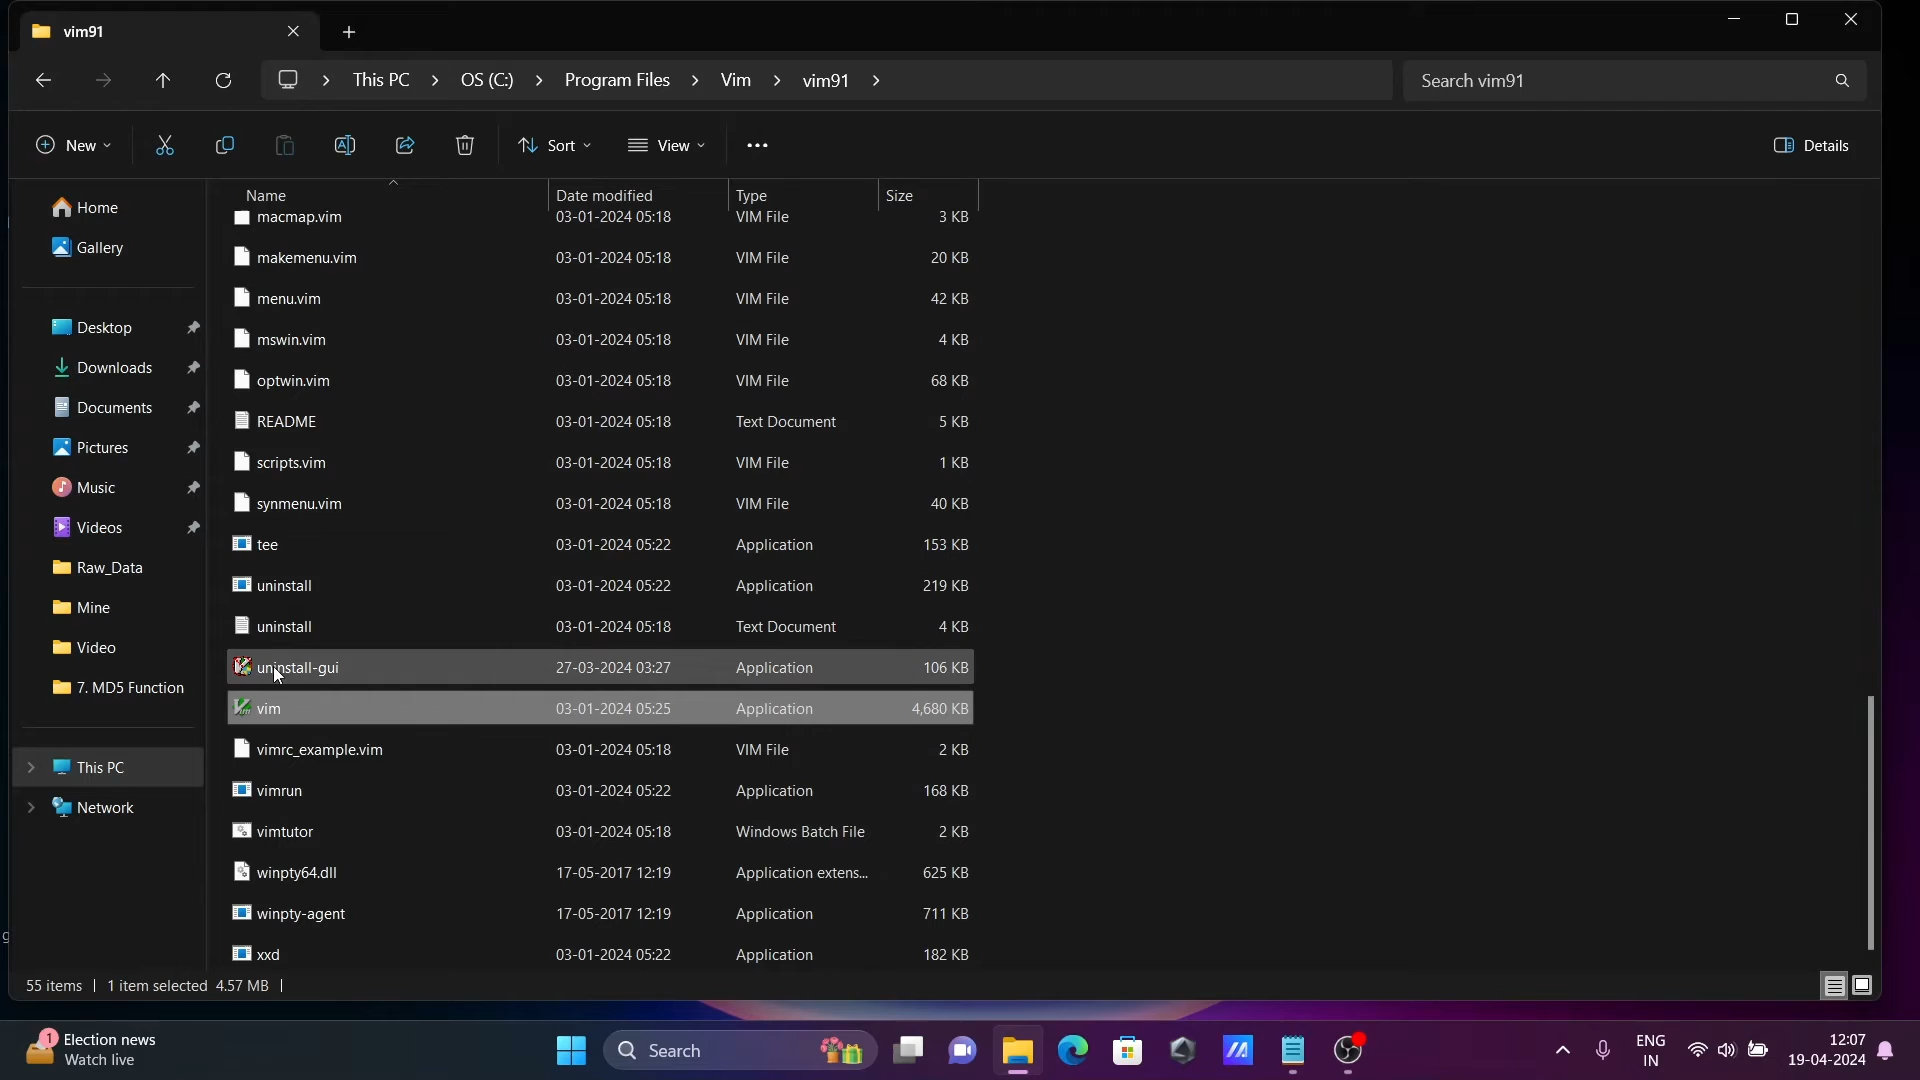 vim91
This PC OS (C:) Program Files Vim vim91
Search vim91
New
Sort
View
Details
Name Date modified Type Size
Home
Gallery
Desktop
Downloads
Documents
Pictures
Music
Videos
Raw_Data
Mine
Video
7. MD5 Function
This PC
Network
macmap.vim 03-01-2024 05:18 VIM File 3 KB
makemenu.vim 03-01-2024 05:18 VIM File 20 KB
menu.vim 03-01-2024 05:18 VIM File 42 KB
mswin.vim 03-01-2024 05:18 VIM File 4 KB
optwin.vim 03-01-2024 05:18 VIM File 68 KB
README 03-01-2024 05:18 Text Document 5 KB
scripts.vim 03-01-2024 05:18 VIM File 1 KB
synmenu.vim 03-01-2024 05:18 VIM File 40 KB
tee 03-01-2024 05:22 Application 153 KB
uninstall 03-01-2024 05:22 Application 219 KB
uninstall 03-01-2024 05:18 Text Document 4 KB
uninstall-gui 27-03-2024 03:27 Application 106 KB
vim 03-01-2024 05:25 Application 4,680 KB
vimrc_example.vim 03-01-2024 05:18 VIM File 2 KB
vimrun 03-01-2024 05:22 Application 168 KB
vimtutor 03-01-2024 05:18 Windows Batch File 2 KB
winpty64.dll 17-05-2017 12:19 Application extens... 625 KB
winpty-agent 17-05-2017 12:19 Application 711 KB
xxd 03-01-2024 05:22 Application 182 KB
55 items 1 item selected 4.57 MB
1
Election news
Watch live
Search
ENG
IN
12:07
19-04-2024